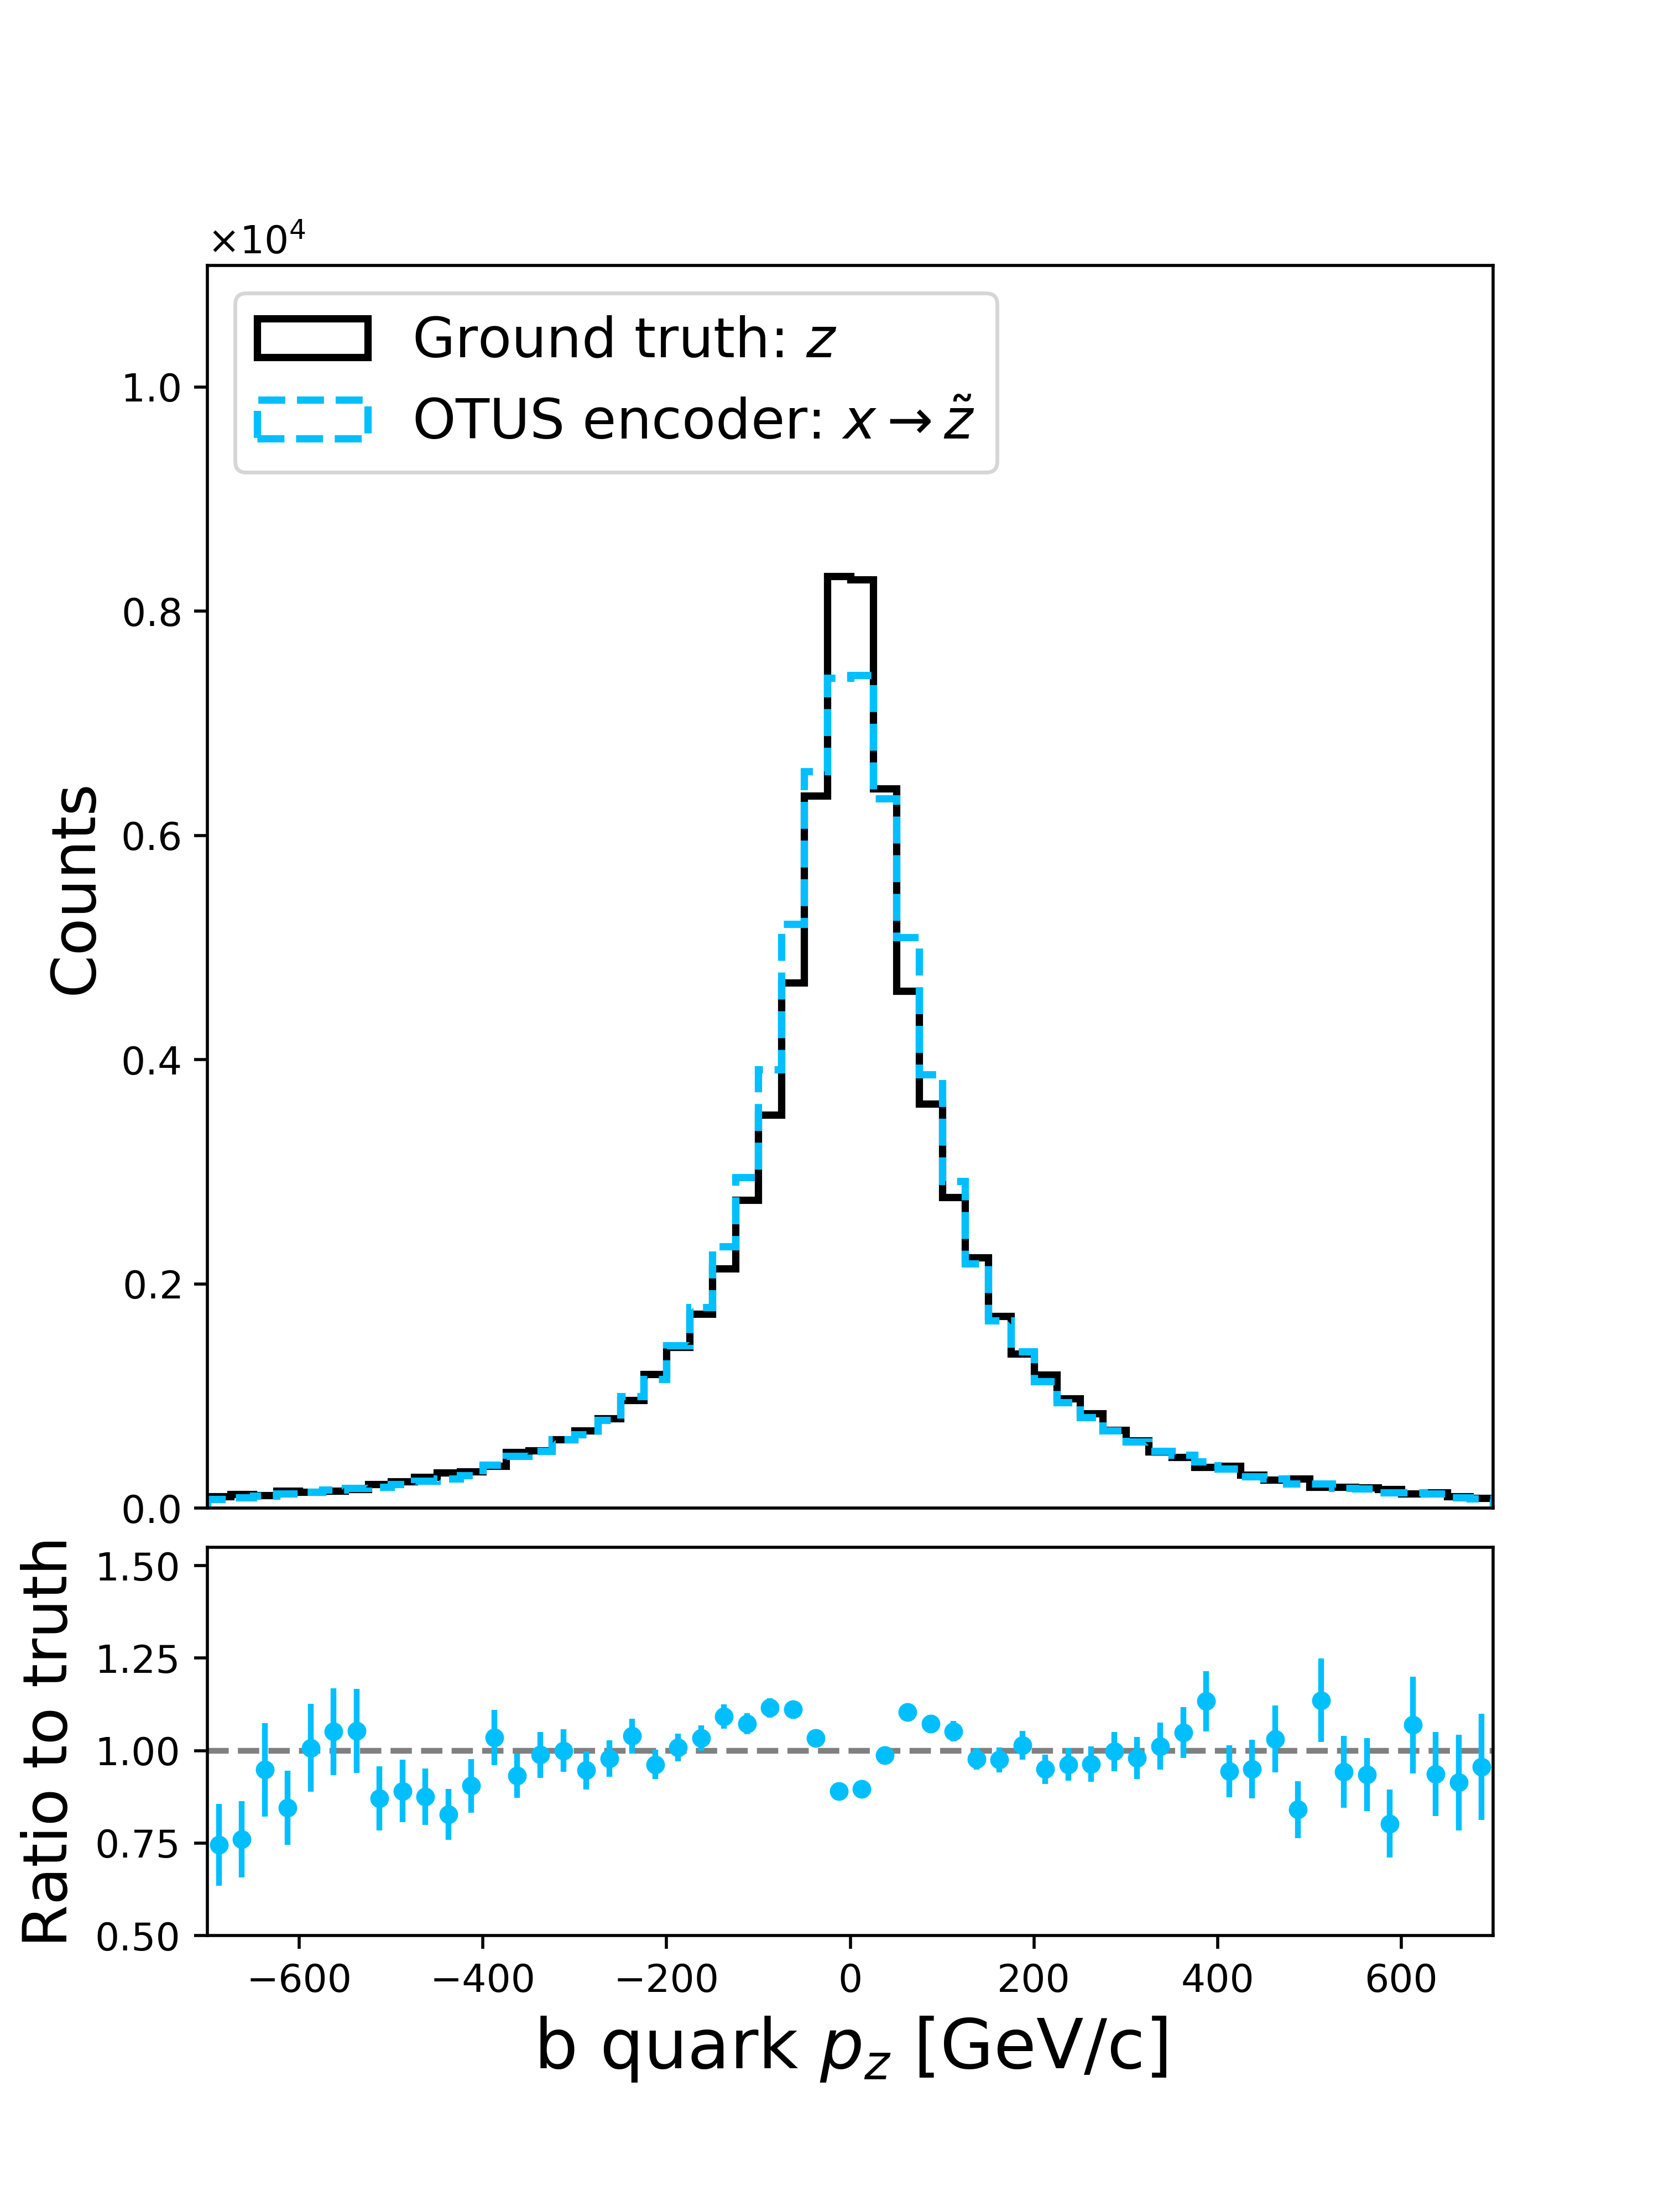 ×10⁴
Ground truth: z
OTUS encoder: x → z̃
1.0
0.8
0.6
0.4
0.2
0.0
Counts
1.50
1.25
1.00
0.75
0.50
Ratio to truth
−600 −400 −200 0 200 400 600
b quark p_z [GeV/c]